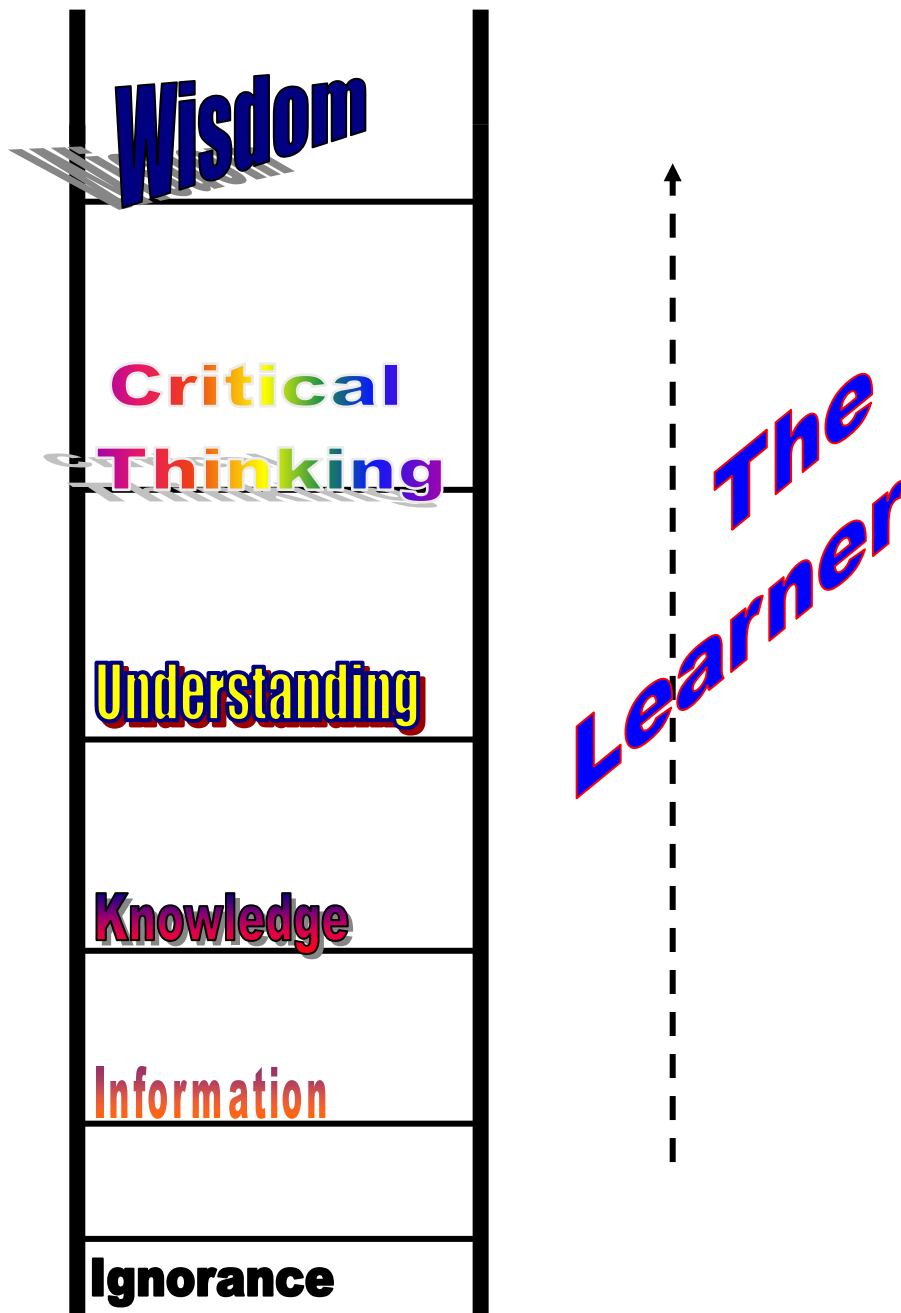 Wisdom
Critical
Thinking
The
Learner
Understanding
Knowledge
Information
Ignorance